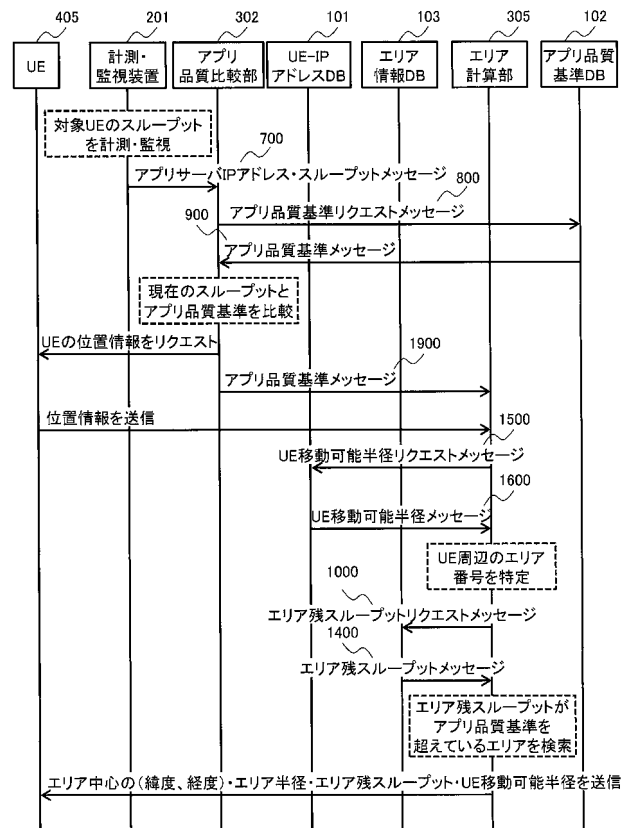 405
201
302
101
103
305
102
UE
計測・
監視装置
アプリ
品質比較部
UE-IP
アドレスDB
エリア
情報DB
エリア
計算部
アプリ品質
基準DB
対象UEのスループット
を計測・監視
700
アプリサーバIPアドレス・スループットメッセージ
800
アプリ品質基準リクエストメッセージ
900
アプリ品質基準メッセージ
現在のスループットと
アプリ品質基準を比較
UEの位置情報をリクエスト
1900
アプリ品質基準メッセージ
位置情報を送信
1500
UE移動可能半径リクエストメッセージ
1600
UE移動可能半径メッセージ
UE周辺のエリア
番号を特定
1000
エリア残スループットリクエストメッセージ
1400
エリア残スループットメッセージ
エリア残スループットが
アプリ品質基準を
超えているエリアを検索
エリア中心の(緯度、経度)・エリア半径・エリア残スループット・UE移動可能半径を送信